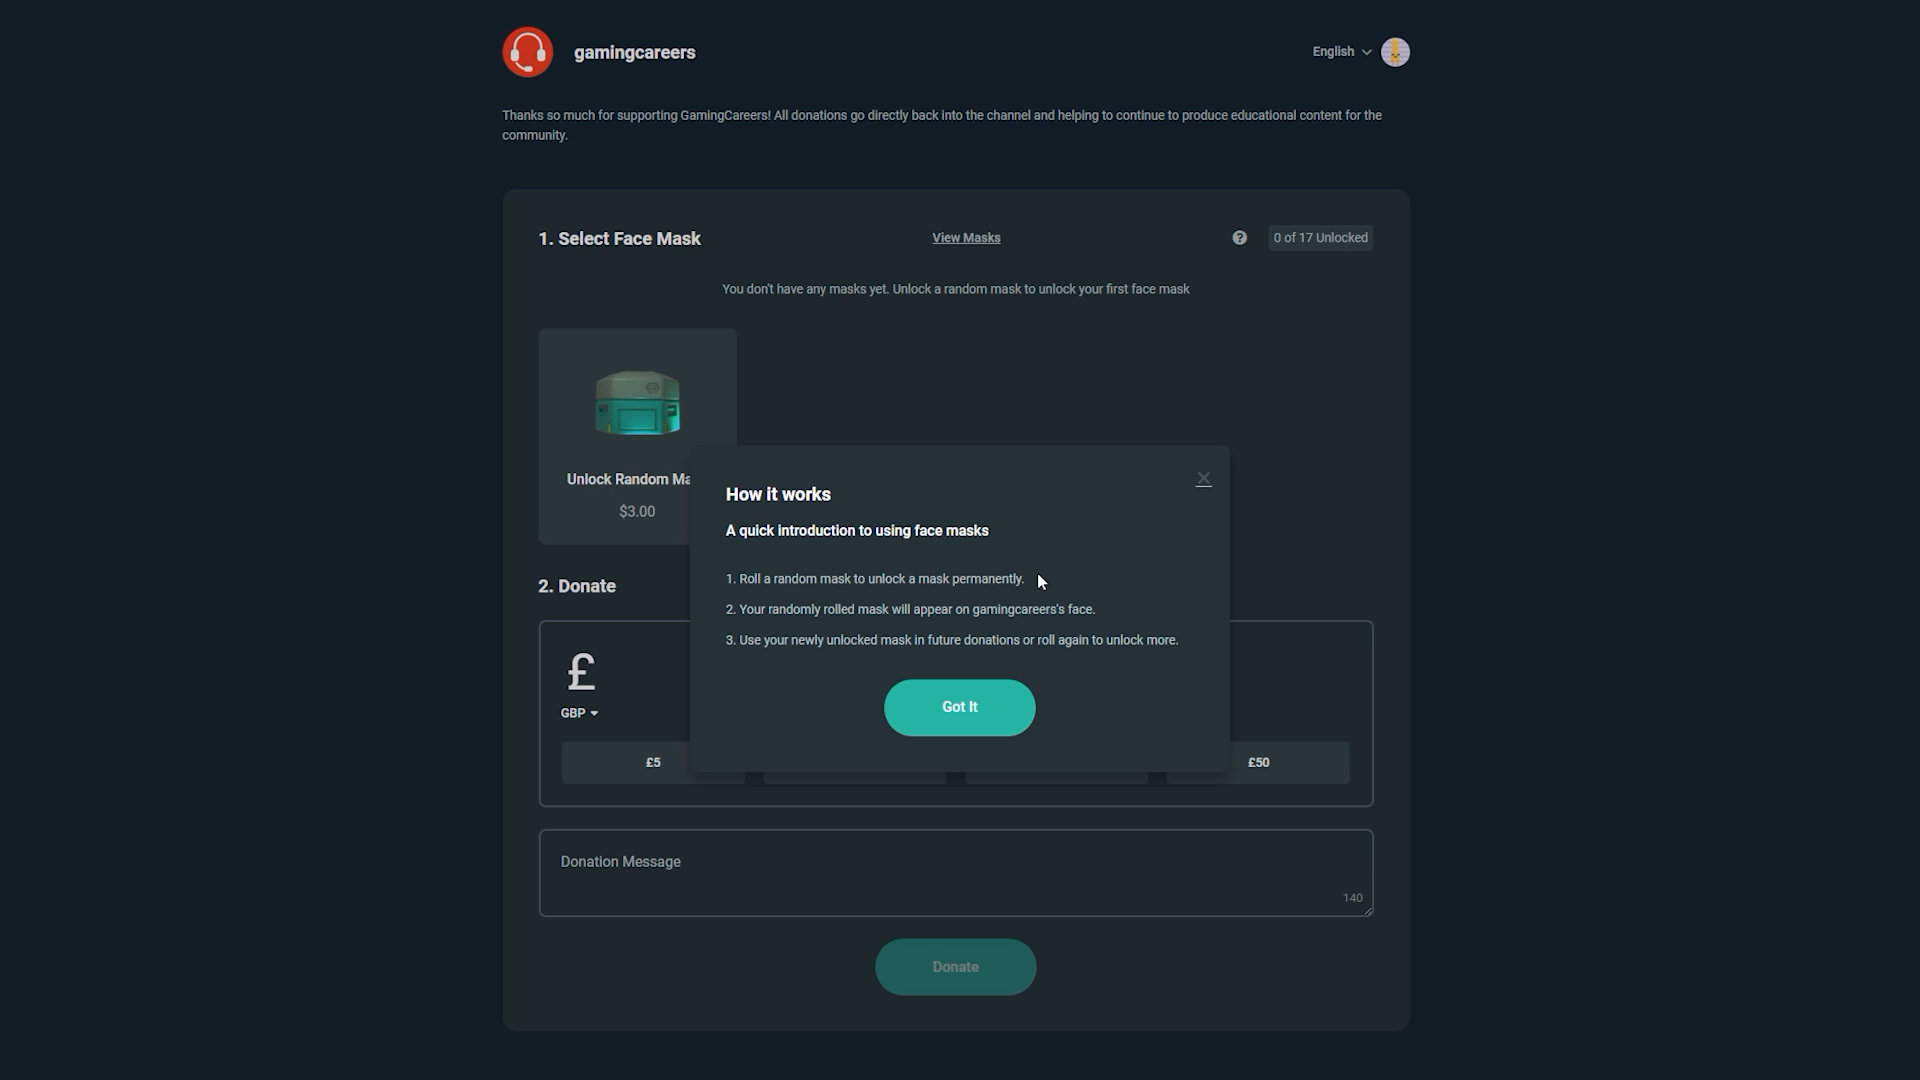 gamingcareers
English
Thanks so much for supporting GamingCareers! All donations go directly back into the channel and helping to continue to produce educational content for the
community.
1. Select Face Mask
View Masks
0 of 17 Unlocked
You don't have any masks yet. Unlock a random mask to unlock your first face mask
Unlock Random Ma
$3.00
How it works
A quick introduction to using face masks
1. Roll a random mask to unlock a mask permanently.
2. Your randomly rolled mask will appear on gamingcareers's face.
3. Use your newly unlocked mask in future donations or roll again to unlock more.
Got It
2. Donate
£
GBP
£5
£50
Donation Message
140
Donate